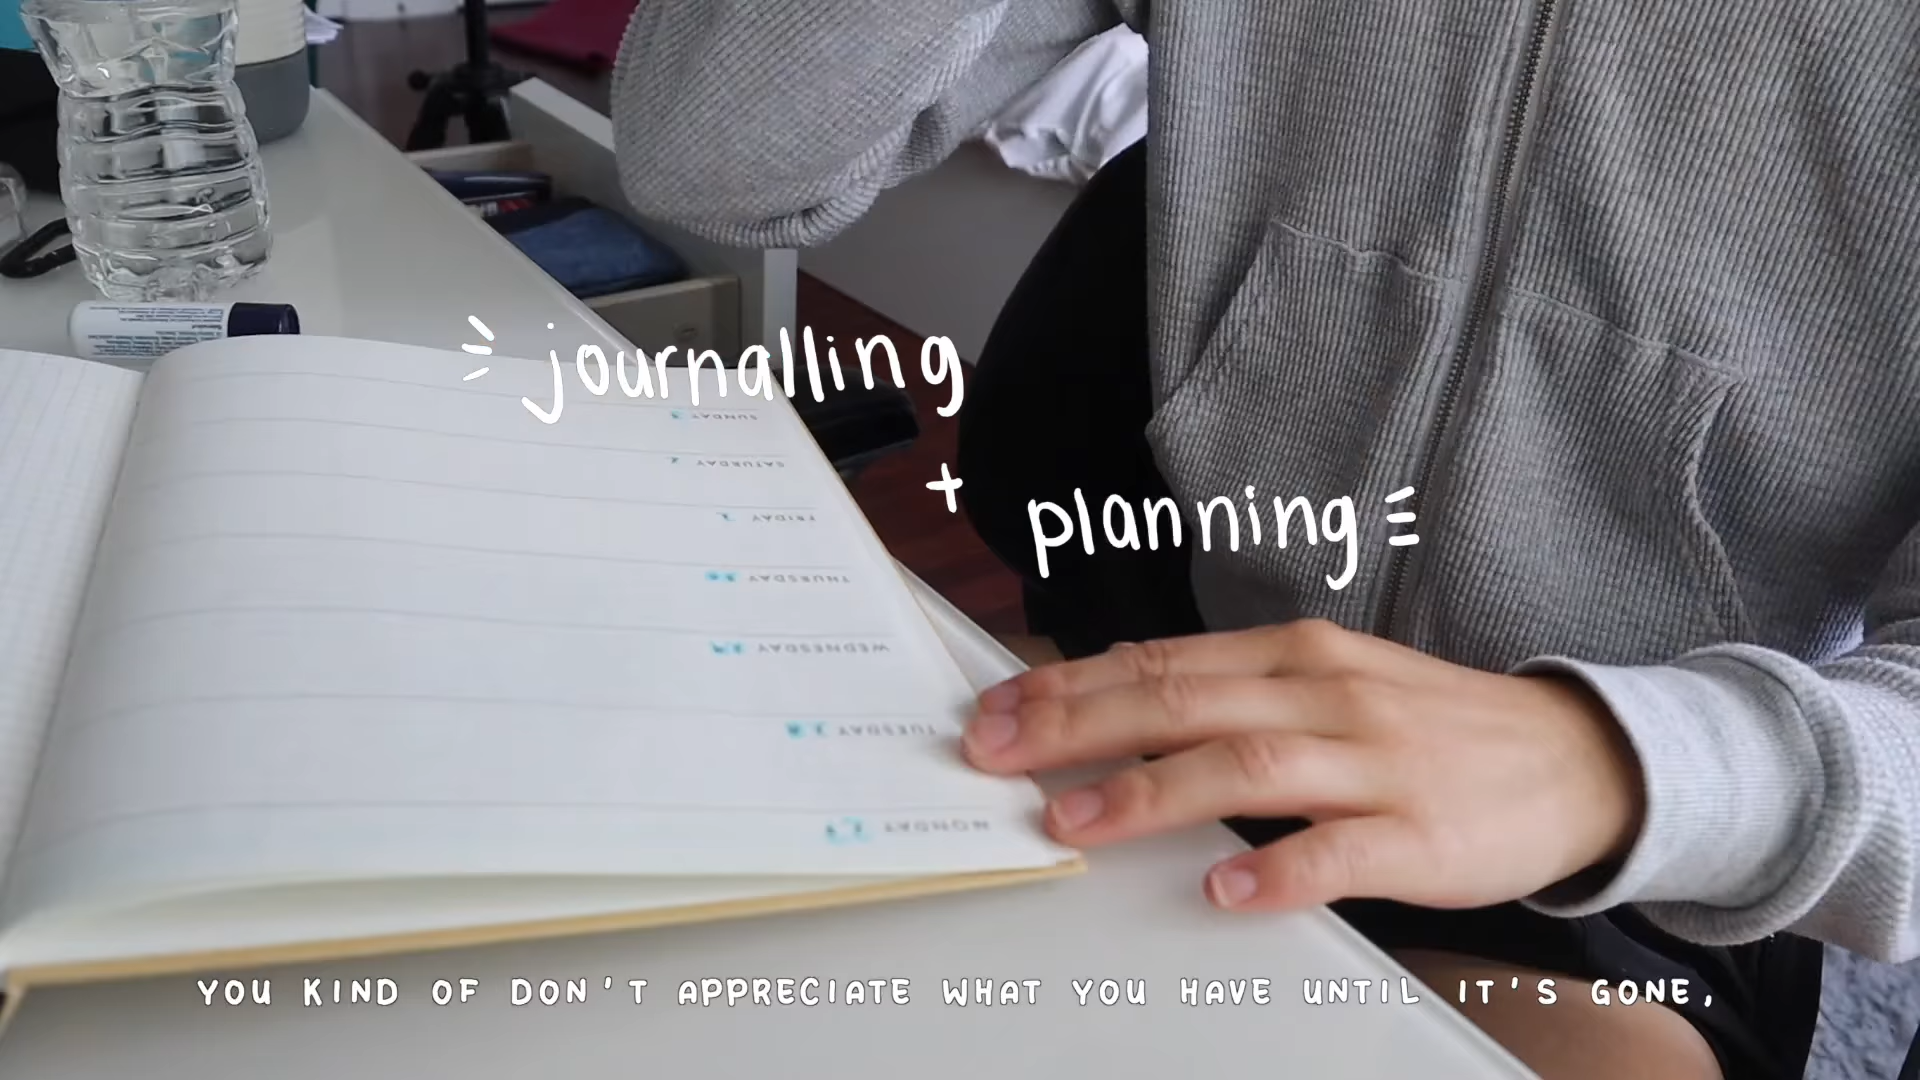 journalling
+ planning
SUNDAY
SATURDAY
FRIDAY
THURSDAY
WEDNESDAY
TUESDAY
MONDAY
YOU KIND OF DON'T APPRECIATE WHAT YOU HAVE UNTIL IT'S GONE,